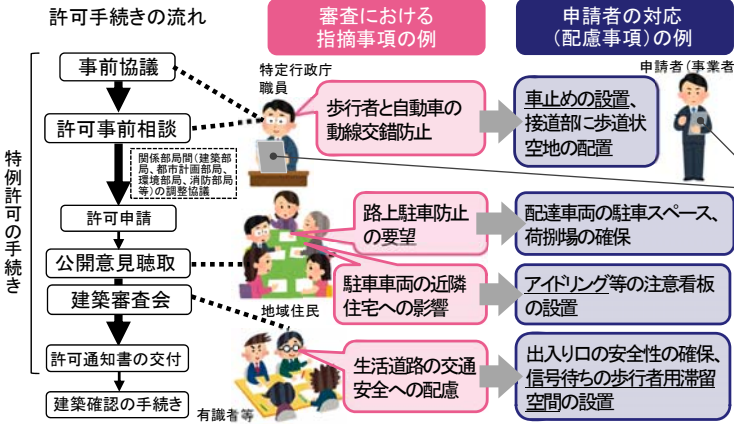 許可手続きの流れ
審査における
指摘事項の例
申請者の対応
(配慮事項)の例
特例許可の手続き
事前協議
許可事前相談
関係部局間(建築部
局、都市計画部局、
環境部局、消防部局
等)の調整協議
許可申請
公開意見聴取
建築審査会
許可通知書の交付
建築確認の手続き
特定行政庁
職員
歩行者と自動車の
動線交錯防止
車止めの設置、
接道部に歩道状
空地の配置
申請者(事業者
路上駐車防止
の要望
配達車両の駐車スペース、
荷捌場の確保
駐車車両の近隣
住宅への影響
アイドリング等の注意看板
の設置
地域住民
生活道路の交通
安全への配慮
出入り口の安全性の確保、
信号待ちの歩行者用滞留
空間の設置
有識者等